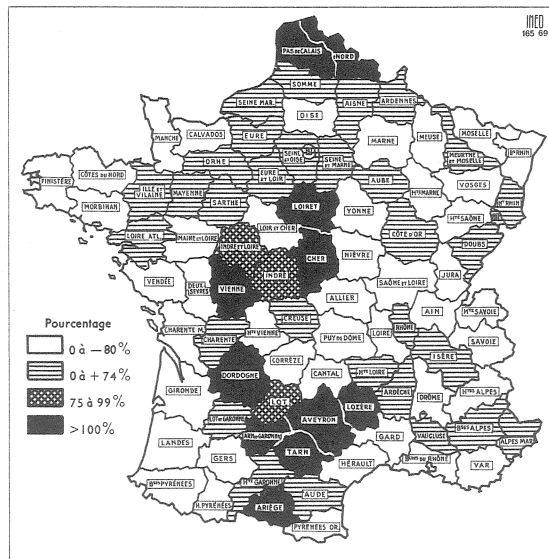 INED
165 69
PAS DE CALAIS
NORD
SOMME
SEINE MAR.
AISNE
ARDENNES
OISE
MANCHE
CALVADOS
EURE
SEINE ET OISE
SEINE ET MARNE
MARNE
MEUSE
MOSELLE
MEURTHE ET MOSELLE
Bs RHIN
FINISTÈRE
CÔTES DU NORD
ORNE
EURE ET LOIR
AUBE
VOSGES
MORBIHAN
ILLE ET VILAINE
MAYENNE
SARTHE
LOIRET
YONNE
Hte MARNE
Hte SAÔNE
Ht RHIN
LOIRE ATL.
MAINE ET LOIRE
INDRE ET LOIRE
LOIR ET CHER
CHER
NIÈVRE
CÔTE D'OR
DOUBS
JURA
VENDÉE
DEUX SEVRES
VIENNE
INDRE
ALLIER
SAÔNE ET LOIRE
AIN
Hte SAVOIE
SAVOIE
CHARENTE M.
CHARENTE
Hte VIENNE
CREUSE
PUY DE DÔME
LOIRE
RHÔNE
ISÈRE
GIRONDE
DORDOGNE
CORRÈZE
CANTAL
Hte LOIRE
ARDÈCHE
DRÔME
Htes ALPES
LOT ET GARONNE
LOT
AVEYRON
LOZÈRE
GARD
VAUCLUSE
Bses ALPES
ALPES MAR.
LANDES
GERS
TARN ET GARONNE
TARN
HÉRAULT
Bches DU RHÔNE
VAR
Bses PYRÉNÉES
H. PYRÉNÉES
Hte GARONNE
ARIÈGE
AUDE
PYRÉNÉES OR.
Pourcentage
0 à —80%
0 à + 74%
75 à 99%
>100%